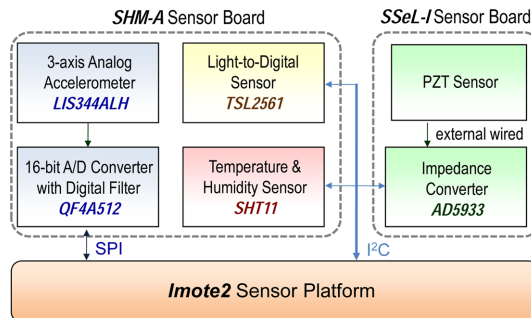 SHM-A Sensor Board
SSeL-I Sensor Board
3-axis Analog
Accelerometer
LIS344ALH
Light-to-Digital
Sensor
TSL2561
PZT Sensor
external wired
16-bit A/D Converter
with Digital Filter
QF4A512
Temperature &
Humidity Sensor
SHT11
Impedance
Converter
AD5933
SPI
I²C
Imote2 Sensor Platform